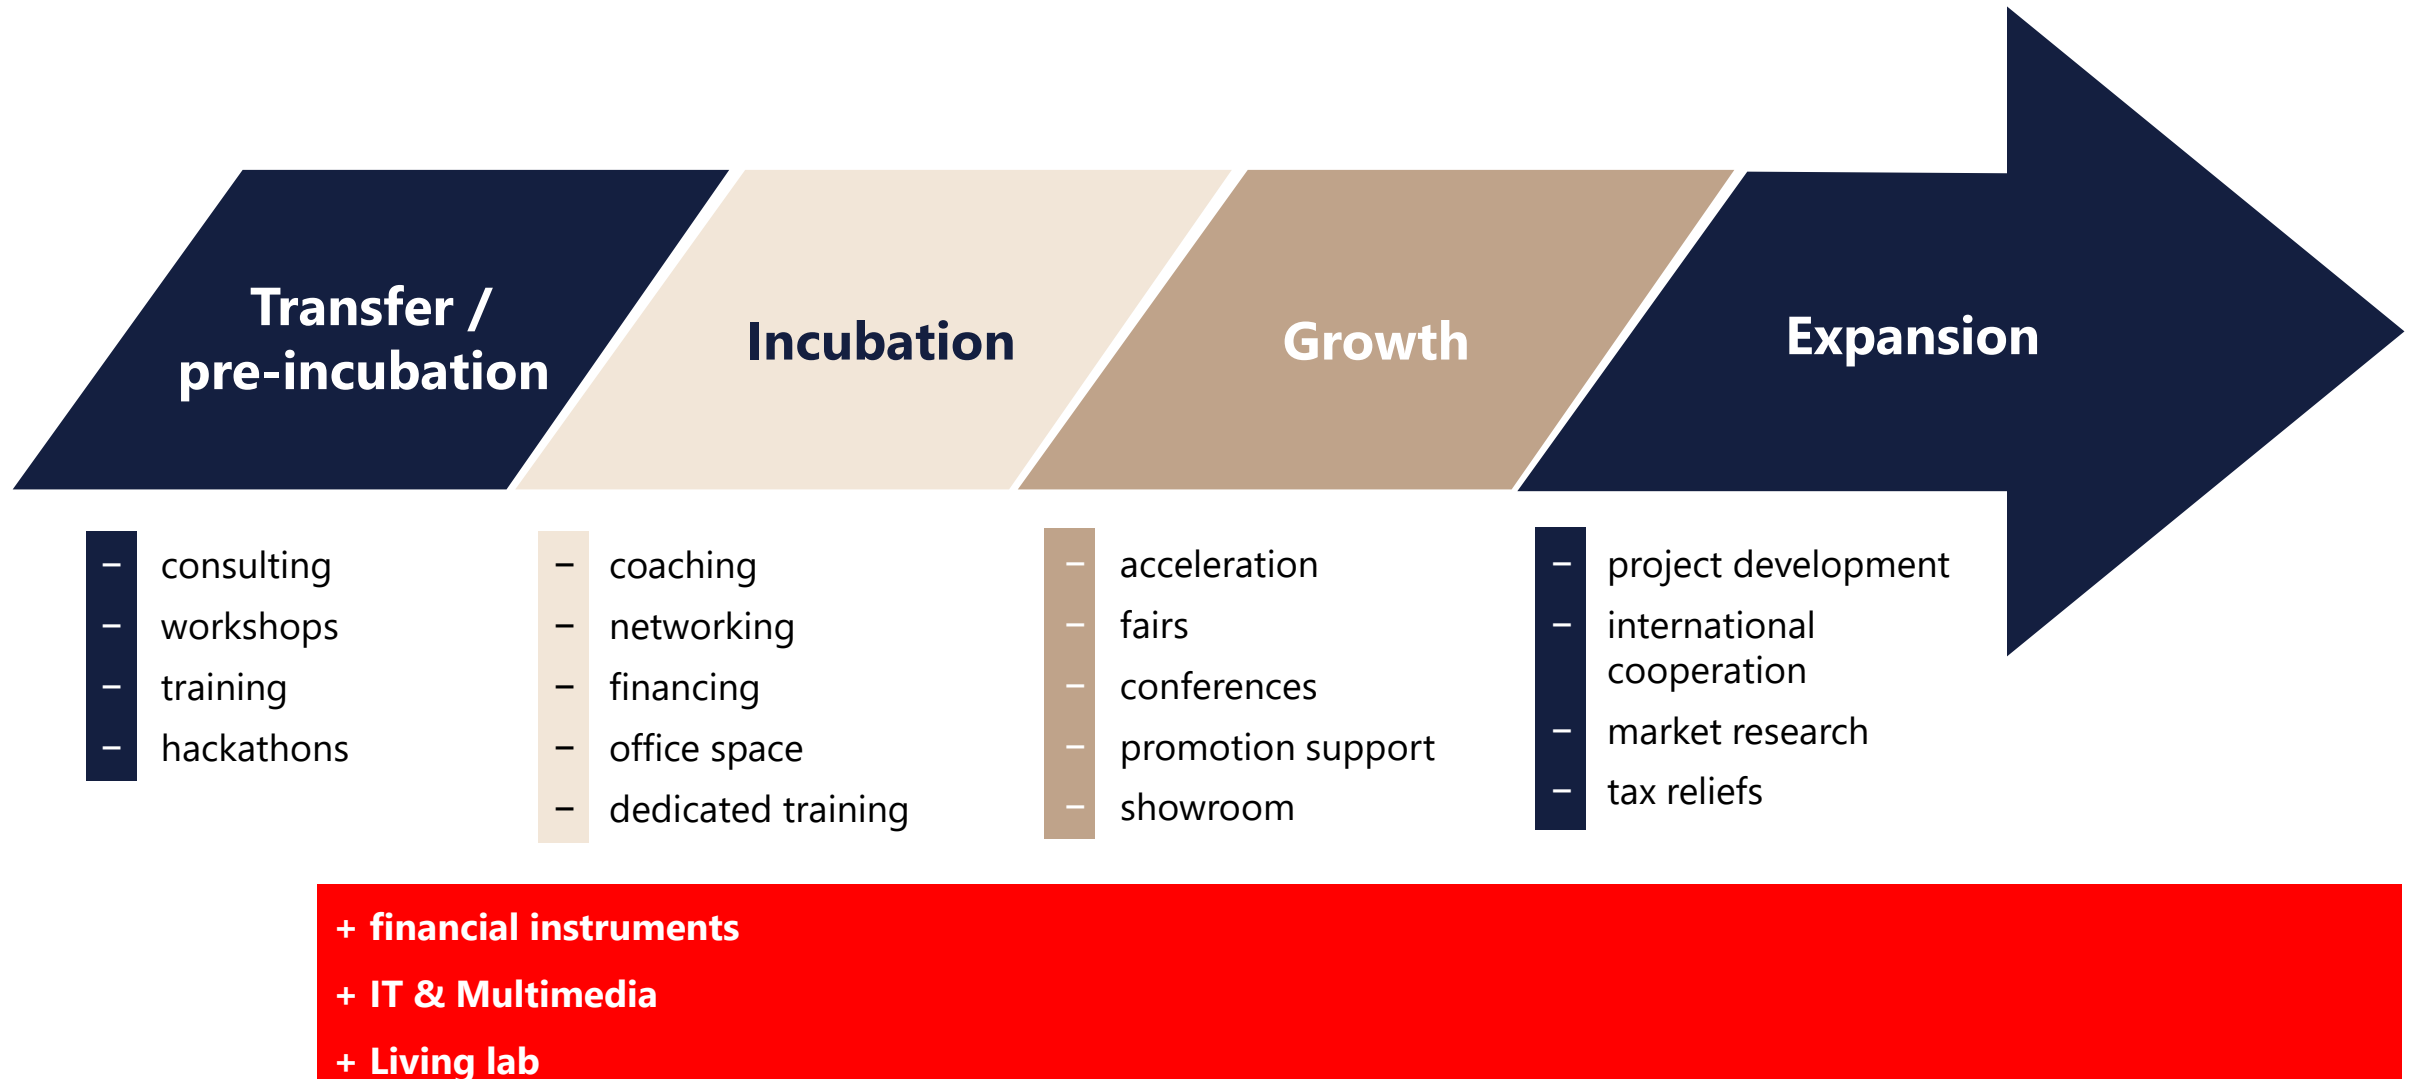 Transfer /
pre-incubation
Incubation
Growth
Expansion
– consulting
– workshops
– training
– hackathons
– coaching
– networking
– financing
– office space
– dedicated training
– acceleration
– fairs
– conferences
– promotion support
– showroom
– project development
– international
cooperation
– market research
– tax reliefs
+ financial instruments
+ IT & Multimedia
+ Living lab